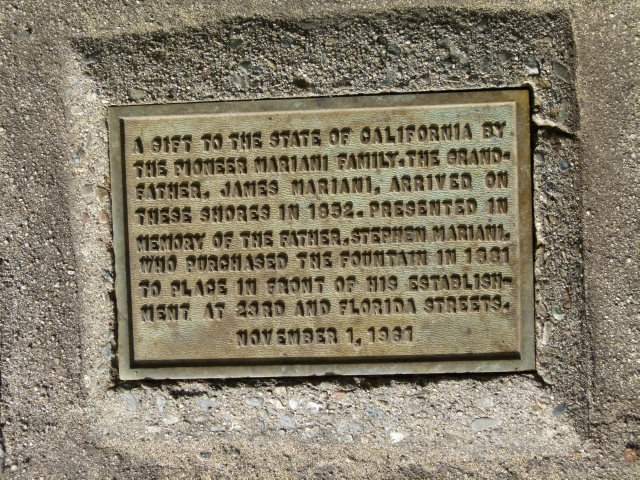 A GIFT TO THE STATE OF CALIFORNIA BY
THE PIONEER MARIANI FAMILY. THE GRAND-
FATHER, JAMES MARIANI, ARRIVED ON
THESE SHORES IN PRESENTED IN
MEMORY OF THE FATHER, STEPHEN MARIANI,
WHO PURCHASED THE FOUNTAIN IN 1881
TO PLACE IN FRONT OF HIS ESTABLISH-
MENT AT 23RD AND FLORIDA STREETS.
NOVEMBER 1, 1961